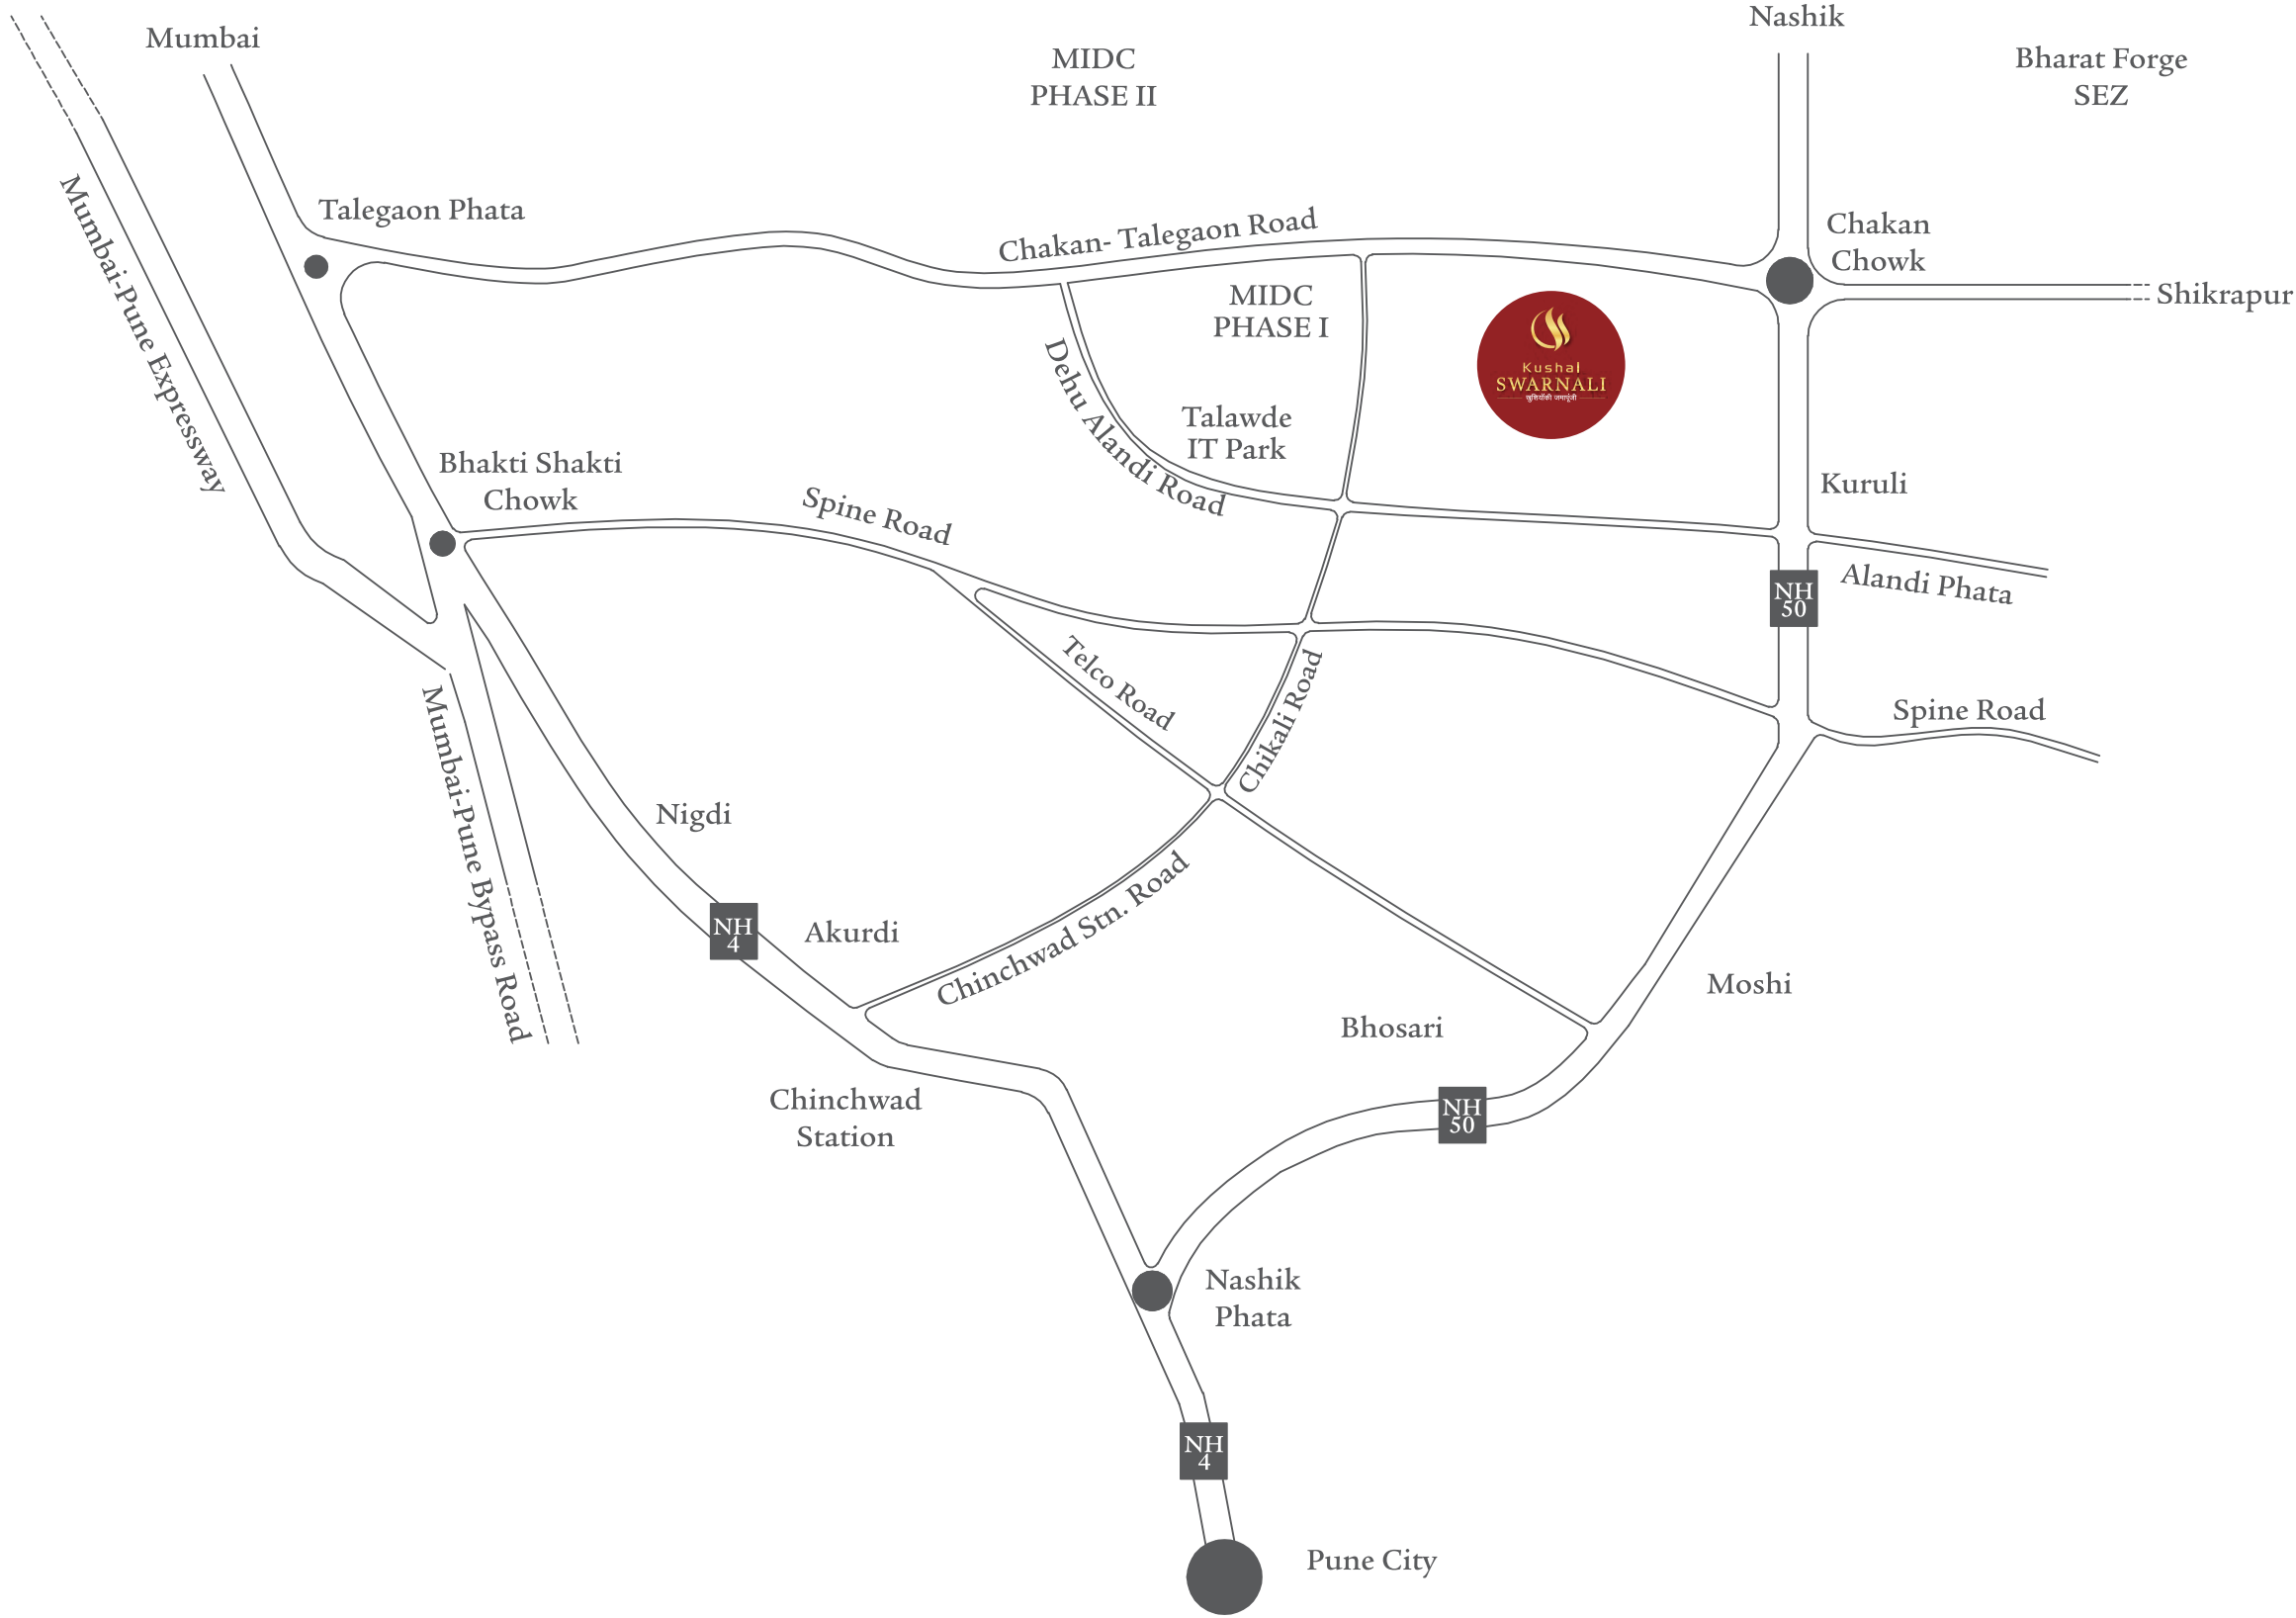 Mumbai
MIDC
PHASE II
Nashik
Bharat Forge
SEZ
Mumbai-Pune Expressway
Talegaon Phata
Chakan- Talegaon Road
Chakan
Chowk
Shikrapur
MIDC
PHASE I
Kushal
SWARNALI
खुशियोंकी जमापूंजी
Dehu Alandi Road
Talawde
IT Park
Bhakti Shakti
Chowk
Spine Road
Kuruli
NH
50
Alandi Phata
Telco Road
Chikali Road
Spine Road
Mumbai-Pune Bypass Road
Nigdi
NH
4
Akurdi
Chinchwad Stn. Road
Moshi
Bhosari
Chinchwad
Station
NH
50
Nashik
Phata
NH
4
Pune City